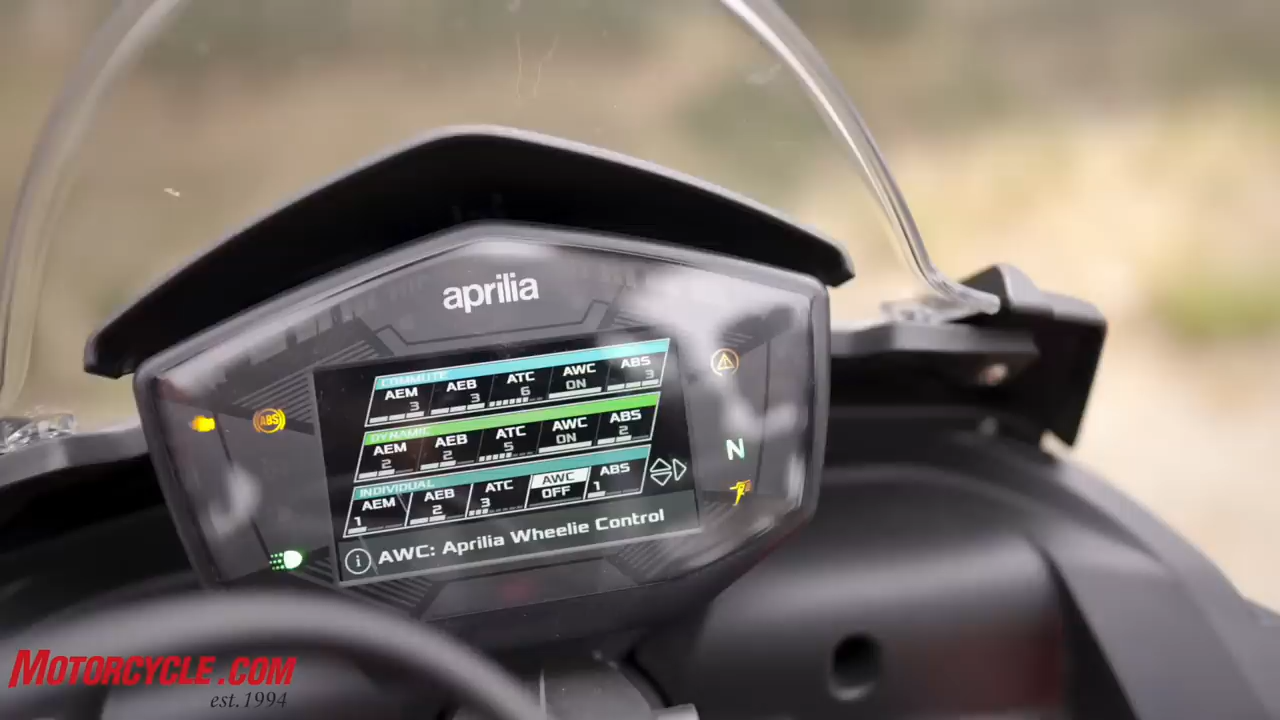 aprilia
COMMUTE
AEM 3 AEB 3 ATC 6 AWC ON ABS 3
DYNAMIC
AEM 2 AEB 2 ATC 5 AWC ON ABS 2
INDIVIDUAL
AEM 1 AEB 2 ATC 3 AWC OFF ABS 1
i AWC: Aprilia Wheelie Control
ABS
N
MOTORCYCLE.COM
est. 1994